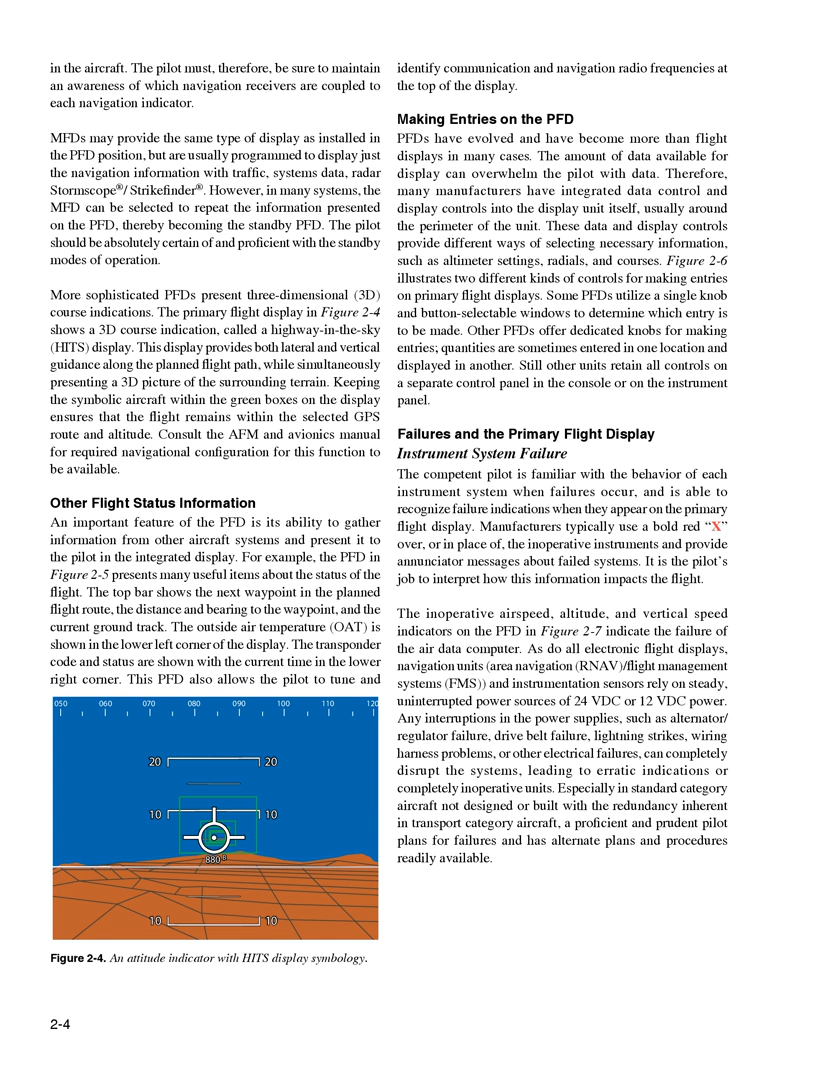 in the aircraft. The pilot must, therefore, be sure to maintain
an awareness of which navigation receivers are coupled to
each navigation indicator.
MFDs may provide the same type of display as installed in
the PFD position, but are usually programmed to display just
the navigation information with traffic, systems data, radar
Stormscope®/ Strikefinder®. However, in many systems, the
MFD can be selected to repeat the information presented
on the PFD, thereby becoming the standby PFD. The pilot
should be absolutely certain of and proficient with the standby
modes of operation.
More sophisticated PFDs present three-dimensional (3D)
course indications. The primary flight display in Figure 2-4
shows a 3D course indication, called a highway-in-the-sky
(HITS) display. This display provides both lateral and vertical
guidance along the planned flight path, while simultaneously
presenting a 3D picture of the surrounding terrain. Keeping
the symbolic aircraft within the green boxes on the display
ensures that the flight remains within the selected GPS
route and altitude. Consult the AFM and avionics manual
for required navigational configuration for this function to
be available.
Other Flight Status Information
An important feature of the PFD is its ability to gather
information from other aircraft systems and present it to
the pilot in the integrated display. For example, the PFD in
Figure 2-5 presents many useful items about the status of the
flight. The top bar shows the next waypoint in the planned
flight route, the distance and bearing to the waypoint, and the
current ground track. The outside air temperature (OAT) is
shown in the lower left corner of the display. The transponder
code and status are shown with the current time in the lower
right corner. This PFD also allows the pilot to tune and
050 060 070 080 090 100 110 120
20 20
10 10
880
10 10
Figure 2-4. An attitude indicator with HITS display symbology.
identify communication and navigation radio frequencies at
the top of the display.
Making Entries on the PFD
PFDs have evolved and have become more than flight
displays in many cases. The amount of data available for
display can overwhelm the pilot with data. Therefore,
many manufacturers have integrated data control and
display controls into the display unit itself, usually around
the perimeter of the unit. These data and display controls
provide different ways of selecting necessary information,
such as altimeter settings, radials, and courses. Figure 2-6
illustrates two different kinds of controls for making entries
on primary flight displays. Some PFDs utilize a single knob
and button-selectable windows to determine which entry is
to be made. Other PFDs offer dedicated knobs for making
entries; quantities are sometimes entered in one location and
displayed in another. Still other units retain all controls on
a separate control panel in the console or on the instrument
panel.
Failures and the Primary Flight Display
Instrument System Failure
The competent pilot is familiar with the behavior of each
instrument system when failures occur, and is able to
recognize failure indications when they appear on the primary
flight display. Manufacturers typically use a bold red “X”
over, or in place of, the inoperative instruments and provide
annunciator messages about failed systems. It is the pilot’s
job to interpret how this information impacts the flight.
The inoperative airspeed, altitude, and vertical speed
indicators on the PFD in Figure 2-7 indicate the failure of
the air data computer. As do all electronic flight displays,
navigation units (area navigation (RNAV)/flight management
systems (FMS)) and instrumentation sensors rely on steady,
uninterrupted power sources of 24 VDC or 12 VDC power.
Any interruptions in the power supplies, such as alternator/
regulator failure, drive belt failure, lightning strikes, wiring
harness problems, or other electrical failures, can completely
disrupt the systems, leading to erratic indications or
completely inoperative units. Especially in standard category
aircraft not designed or built with the redundancy inherent
in transport category aircraft, a proficient and prudent pilot
plans for failures and has alternate plans and procedures
readily available.
2-4